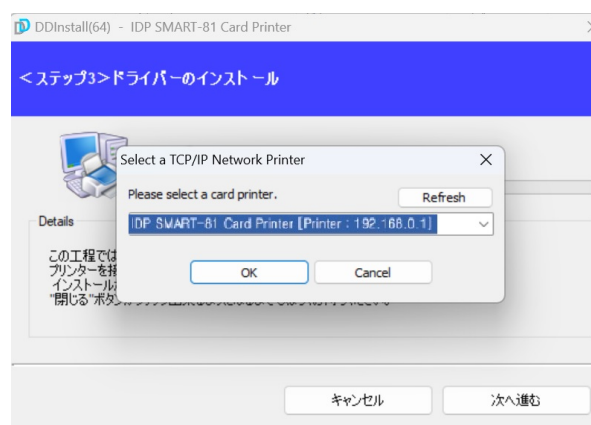 DDInstall(64) - IDP SMART-81 Card Printer
<ステップ3>ドライバーのインストール
Select a TCP/IP Network Printer
Please select a card printer.
Refresh
Details
IDP SMART-81 Card Printer [Printer : 192.168.0.1]
この工程では
プリンターを接
OK
Cancel
インストール
"閉じる"ボタン
キャンセル
次へ進む